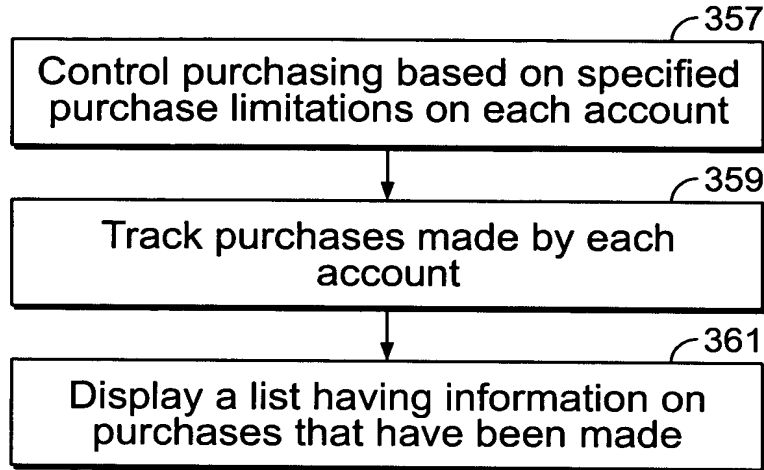 357
Control purchasing based on specified
purchase limitations on each account
359
Track purchases made by each
account
361
Display a list having information on
purchases that have been made